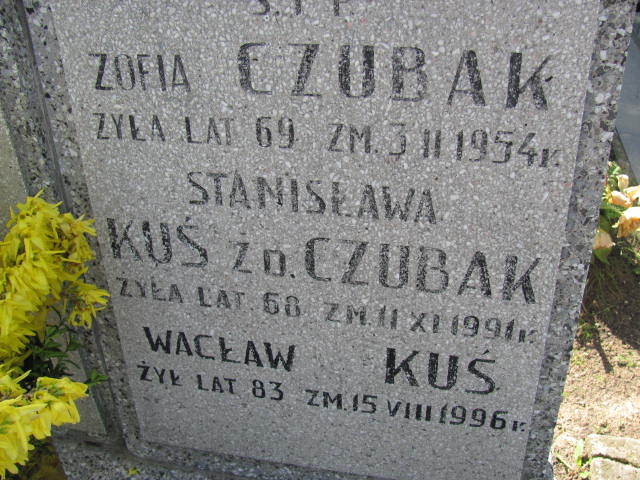 Ś.†P.
ZOFIA CZUBAK
ŻYŁA LAT 69 ZM. 3 II 1954 R.
STANISŁAWA
KUŚ Z D. CZUBAK
ŻYŁA LAT 68 ZM. 11 XI 1991 R.
WACŁAW KUŚ
ŻYŁ LAT 83 ZM. 15 VIII 1996 R.